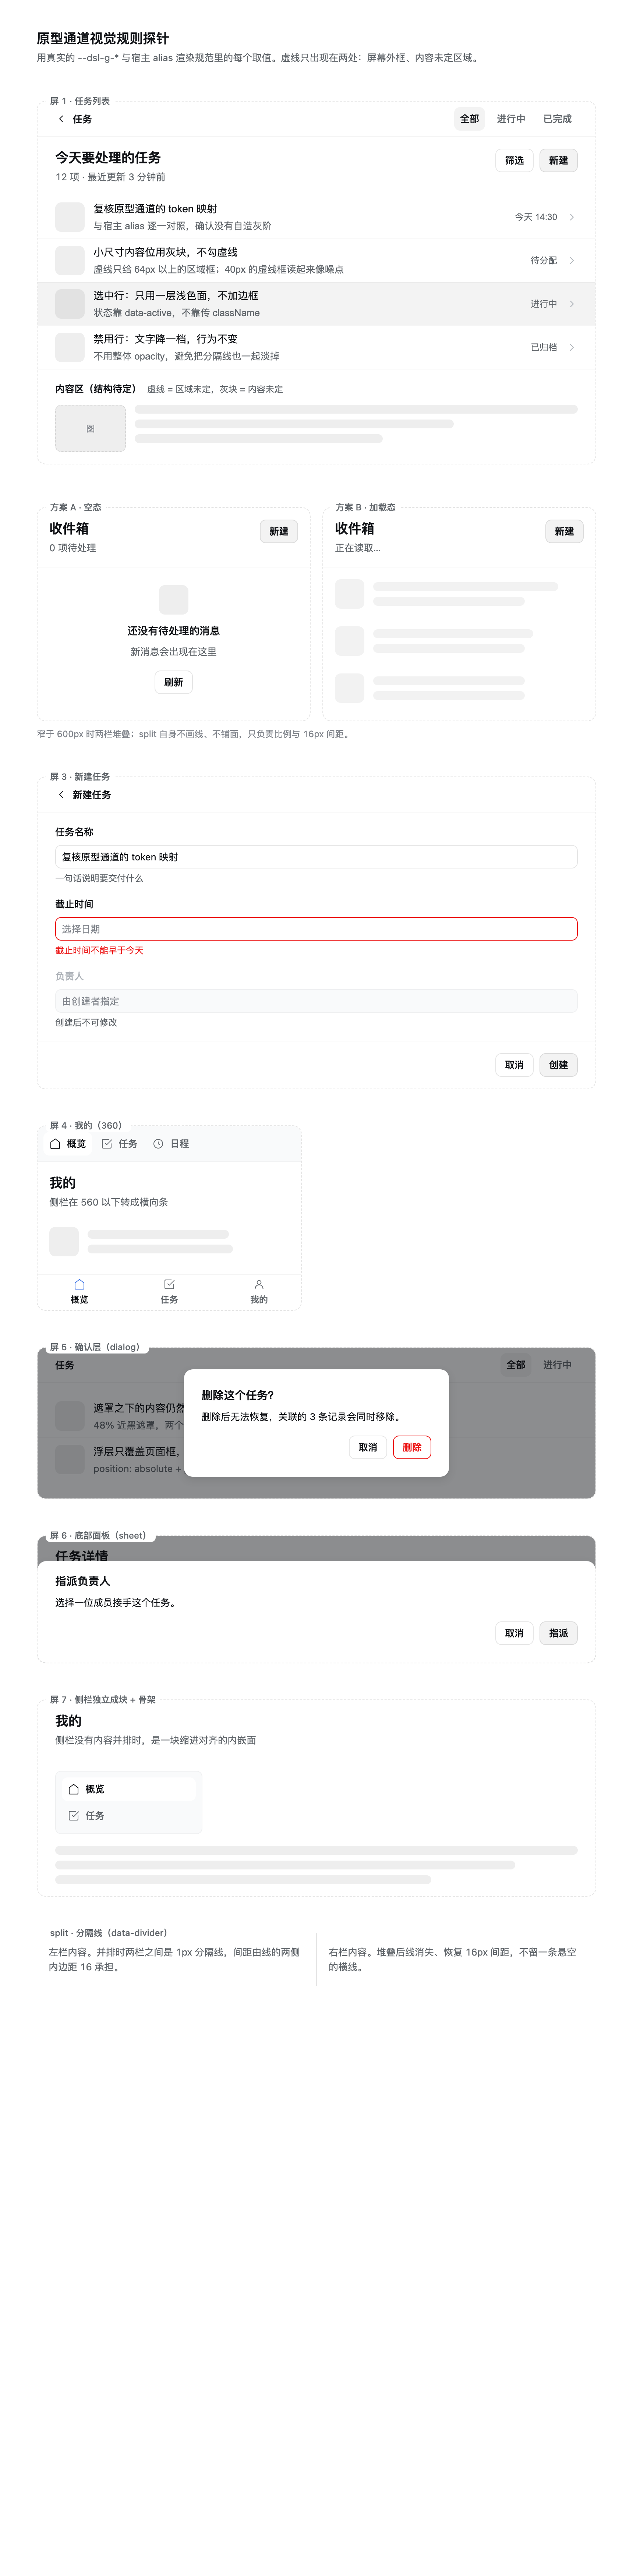 原型通道视觉规则探针
用真实的 --dsl-g-* 与宿主 alias 渲染规范里的每个取值。虚线只出现在两处：屏幕外框、内容未定区域。
屏 1 · 任务列表
任务
全部
进行中
已完成
今天要处理的任务
12 项 · 最近更新 3 分钟前
筛选
新建
复核原型通道的 token 映射
与宿主 alias 逐一对照，确认没有自造灰阶
今天 14:30
小尺寸内容位用灰块，不勾虚线
虚线只给 64px 以上的区域框；40px 的虚线框读起来像噪点
待分配
选中行：只用一层浅色面，不加边框
状态靠 data-active，不靠传 className
进行中
禁用行：文字降一档，行为不变
不用整体 opacity，避免把分隔线也一起淡掉
已归档
内容区（结构待定） 虚线 = 区域未定，灰块 = 内容未定
图
方案 A · 空态
收件箱
0 项待处理
新建
还没有待处理的消息
新消息会出现在这里
刷新
方案 B · 加载态
收件箱
正在读取...
新建
窄于 600px 时两栏堆叠；split 自身不画线、不铺面，只负责比例与 16px 间距。
屏 3 · 新建任务
新建任务
任务名称
复核原型通道的 token 映射
一句话说明要交付什么
截止时间
选择日期
截止时间不能早于今天
负责人
由创建者指定
创建后不可修改
取消
创建
屏 4 · 我的（360）
概览
任务
日程
我的
侧栏在 560 以下转成横向条
概览
任务
我的
屏 5 · 确认层（dialog）
任务
全部
进行中
遮罩之下的内容仍然
48% 近黑遮罩，两个
浮层只覆盖页面框，
position: absolute +
删除这个任务?
删除后无法恢复，关联的 3 条记录会同时移除。
取消
删除
屏 6 · 底部面板（sheet）
任务详情
指派负责人
选择一位成员接手这个任务。
取消
指派
屏 7 · 侧栏独立成块 + 骨架
我的
侧栏没有内容并排时，是一块缩进对齐的内嵌面
概览
任务
split · 分隔线（data-divider）
左栏内容。并排时两栏之间是 1px 分隔线，间距由线的两侧
内边距 16 承担。
右栏内容。堆叠后线消失、恢复 16px 间距，不留一条悬空
的横线。